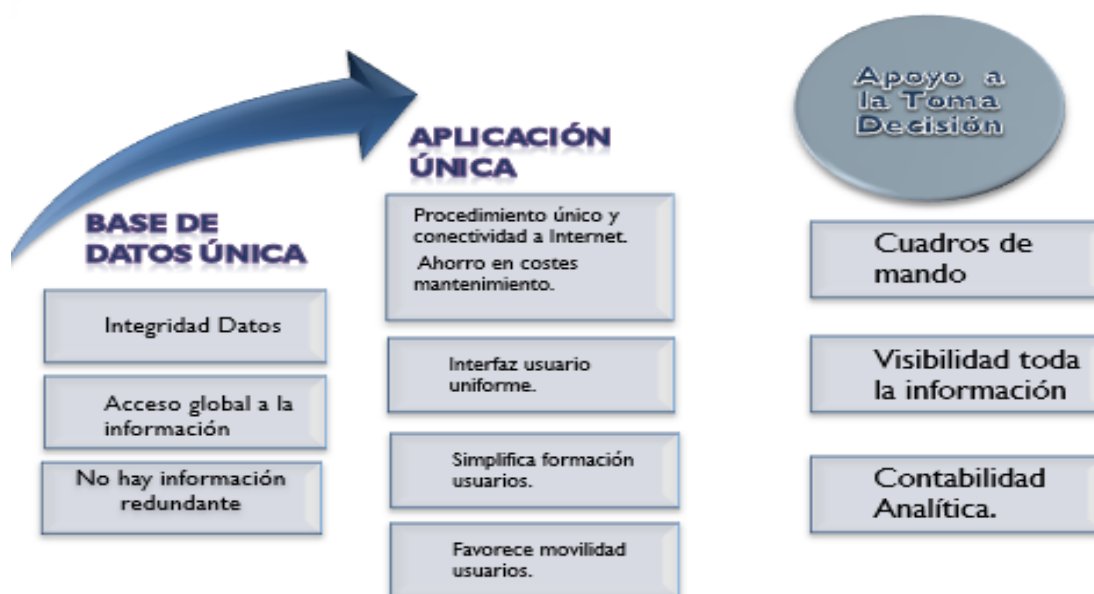 BASE DE
DATOS ÚNICA
Integridad Datos
Acceso global a la
información
No hay información
redundante
APLICACIÓN
ÚNICA
Procedimiento único y
conectividad a Internet.
Ahorro en costes
mantenimiento.
Interfaz usuario
uniforme.
Simplifica formación
usuarios.
Favorece movilidad
usuarios.
Apoyo a
la Toma
Decisión
Cuadros de
mando
Visibilidad toda
la información
Contabilidad
Analítica.